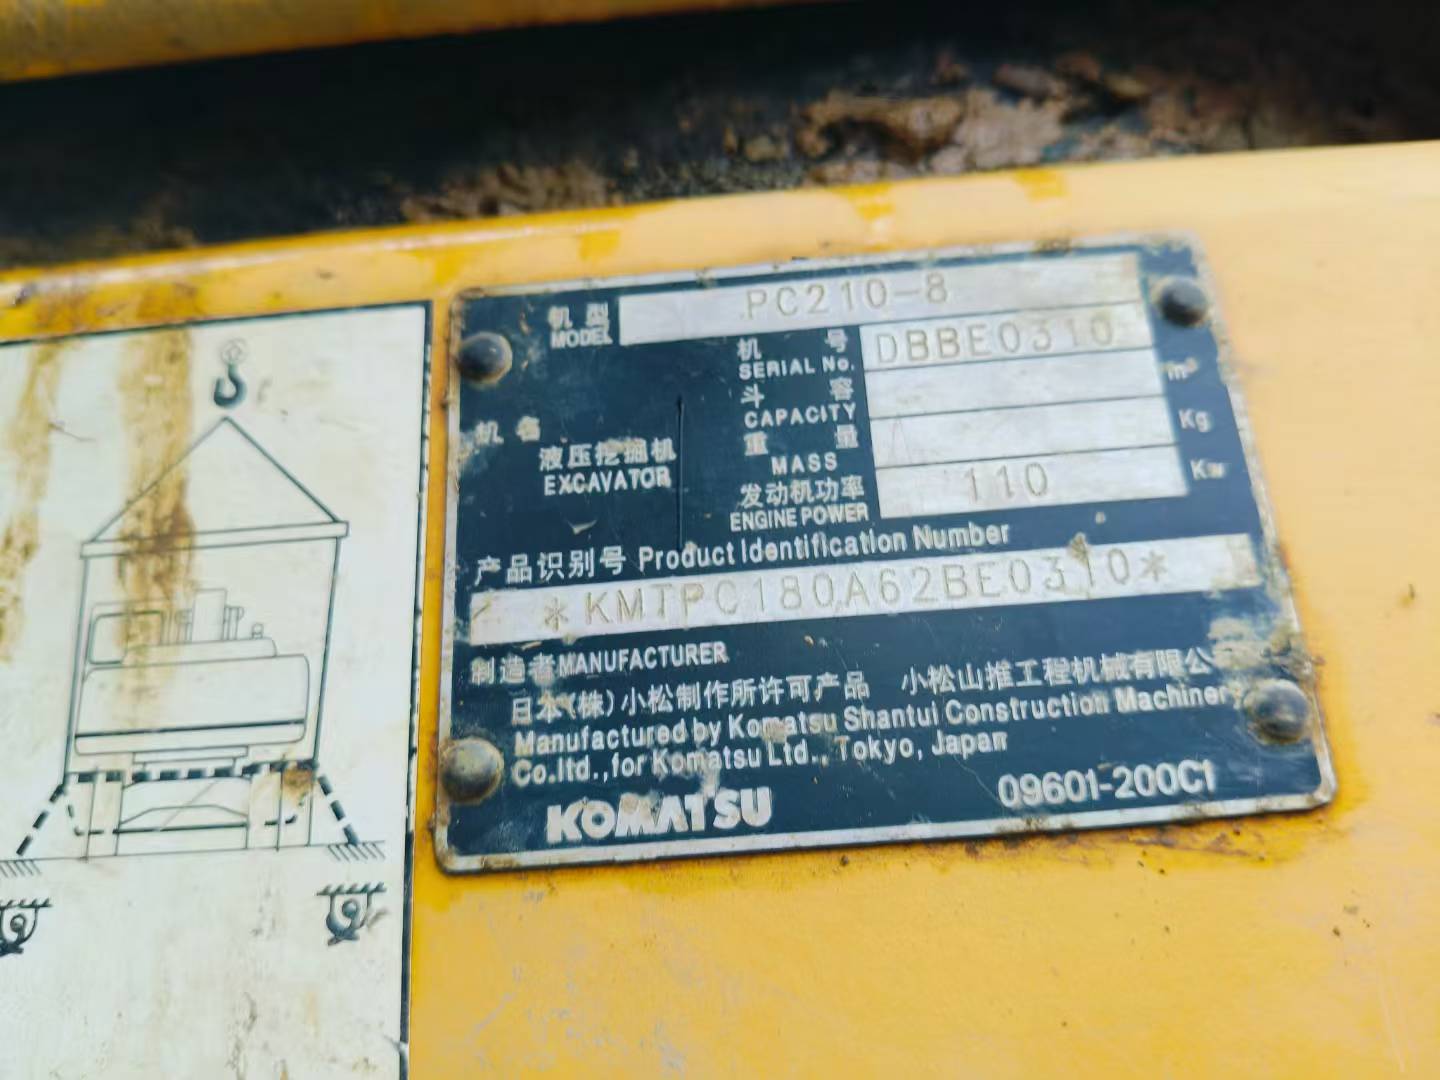 机型 PC210-8
MODEL
机号 DBBE0310
SERIAL No.
斗容 m³
CAPACITY
机名
液压挖掘机
EXCAVATOR
重量 Kg
MASS
发动机功率 110 Kw
ENGINE POWER
产品识别号 Product Identification Number
*KMTPC180A62BE0310*
制造者MANUFACTURER
日本(株)小松制作所许可产品 小松山推工程机械有限公
Manufactured by Komatsu Shantui Construction Machinery
Co.ltd.,for Komatsu Ltd., Tokyo, Japan
KOMATSU 09601-200C1